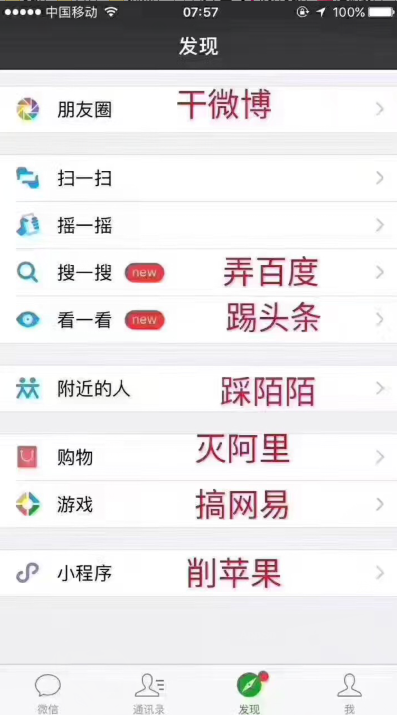 中国移动 07:57 100%
发现
朋友圈 干微博
扫一扫
摇一摇
搜一搜 new 弄百度
看一看 new 踢头条
附近的人 踩陌陌
购物 灭阿里
游戏 搞网易
小程序 削苹果
微信 通讯录 发现 我